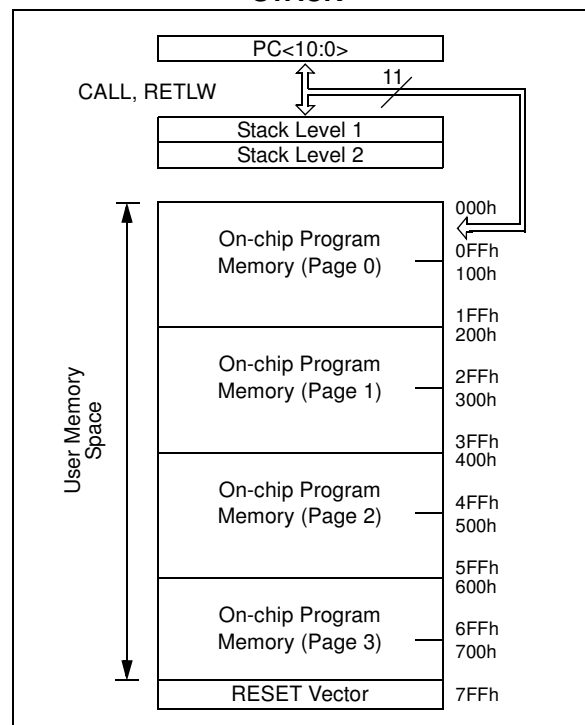 PC<10:0>
CALL, RETLW
11
Stack Level 1
Stack Level 2
User Memory
Space
000h
On-chip Program
Memory (Page 0)
0FFh
100h
1FFh
200h
On-chip Program
Memory (Page 1)
2FFh
300h
3FFh
400h
On-chip Program
Memory (Page 2)
4FFh
500h
5FFh
600h
On-chip Program
Memory (Page 3)
6FFh
700h
RESET Vector
7FFh